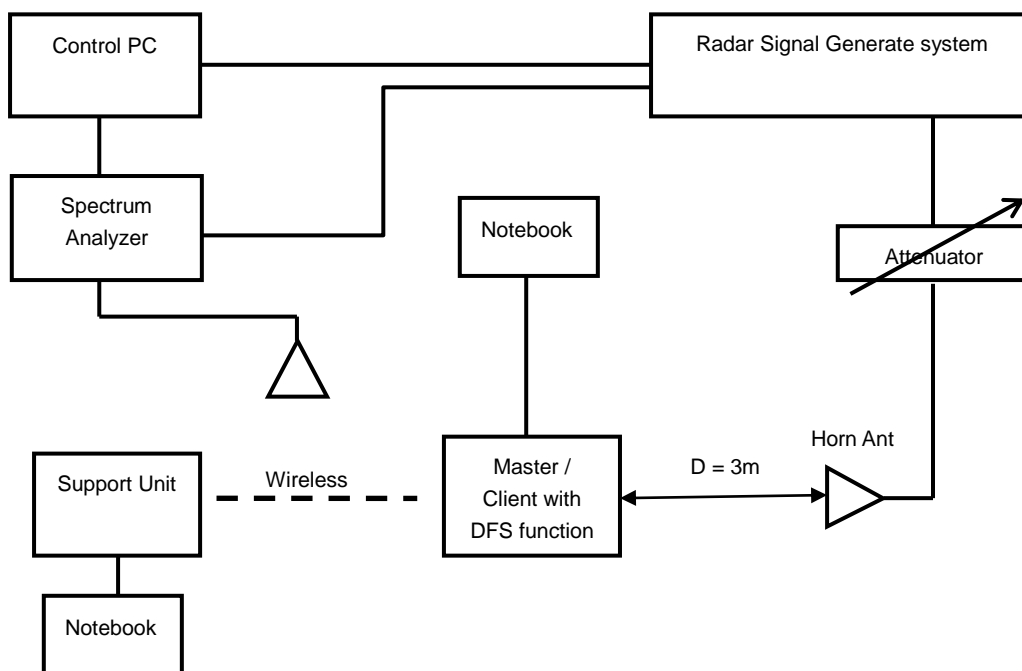 Control PC
Radar Signal Generate system
Spectrum
Analyzer
Notebook
Attenuator
Horn Ant
Support Unit
Wireless
Master /
Client with
DFS function
D = 3m
Notebook